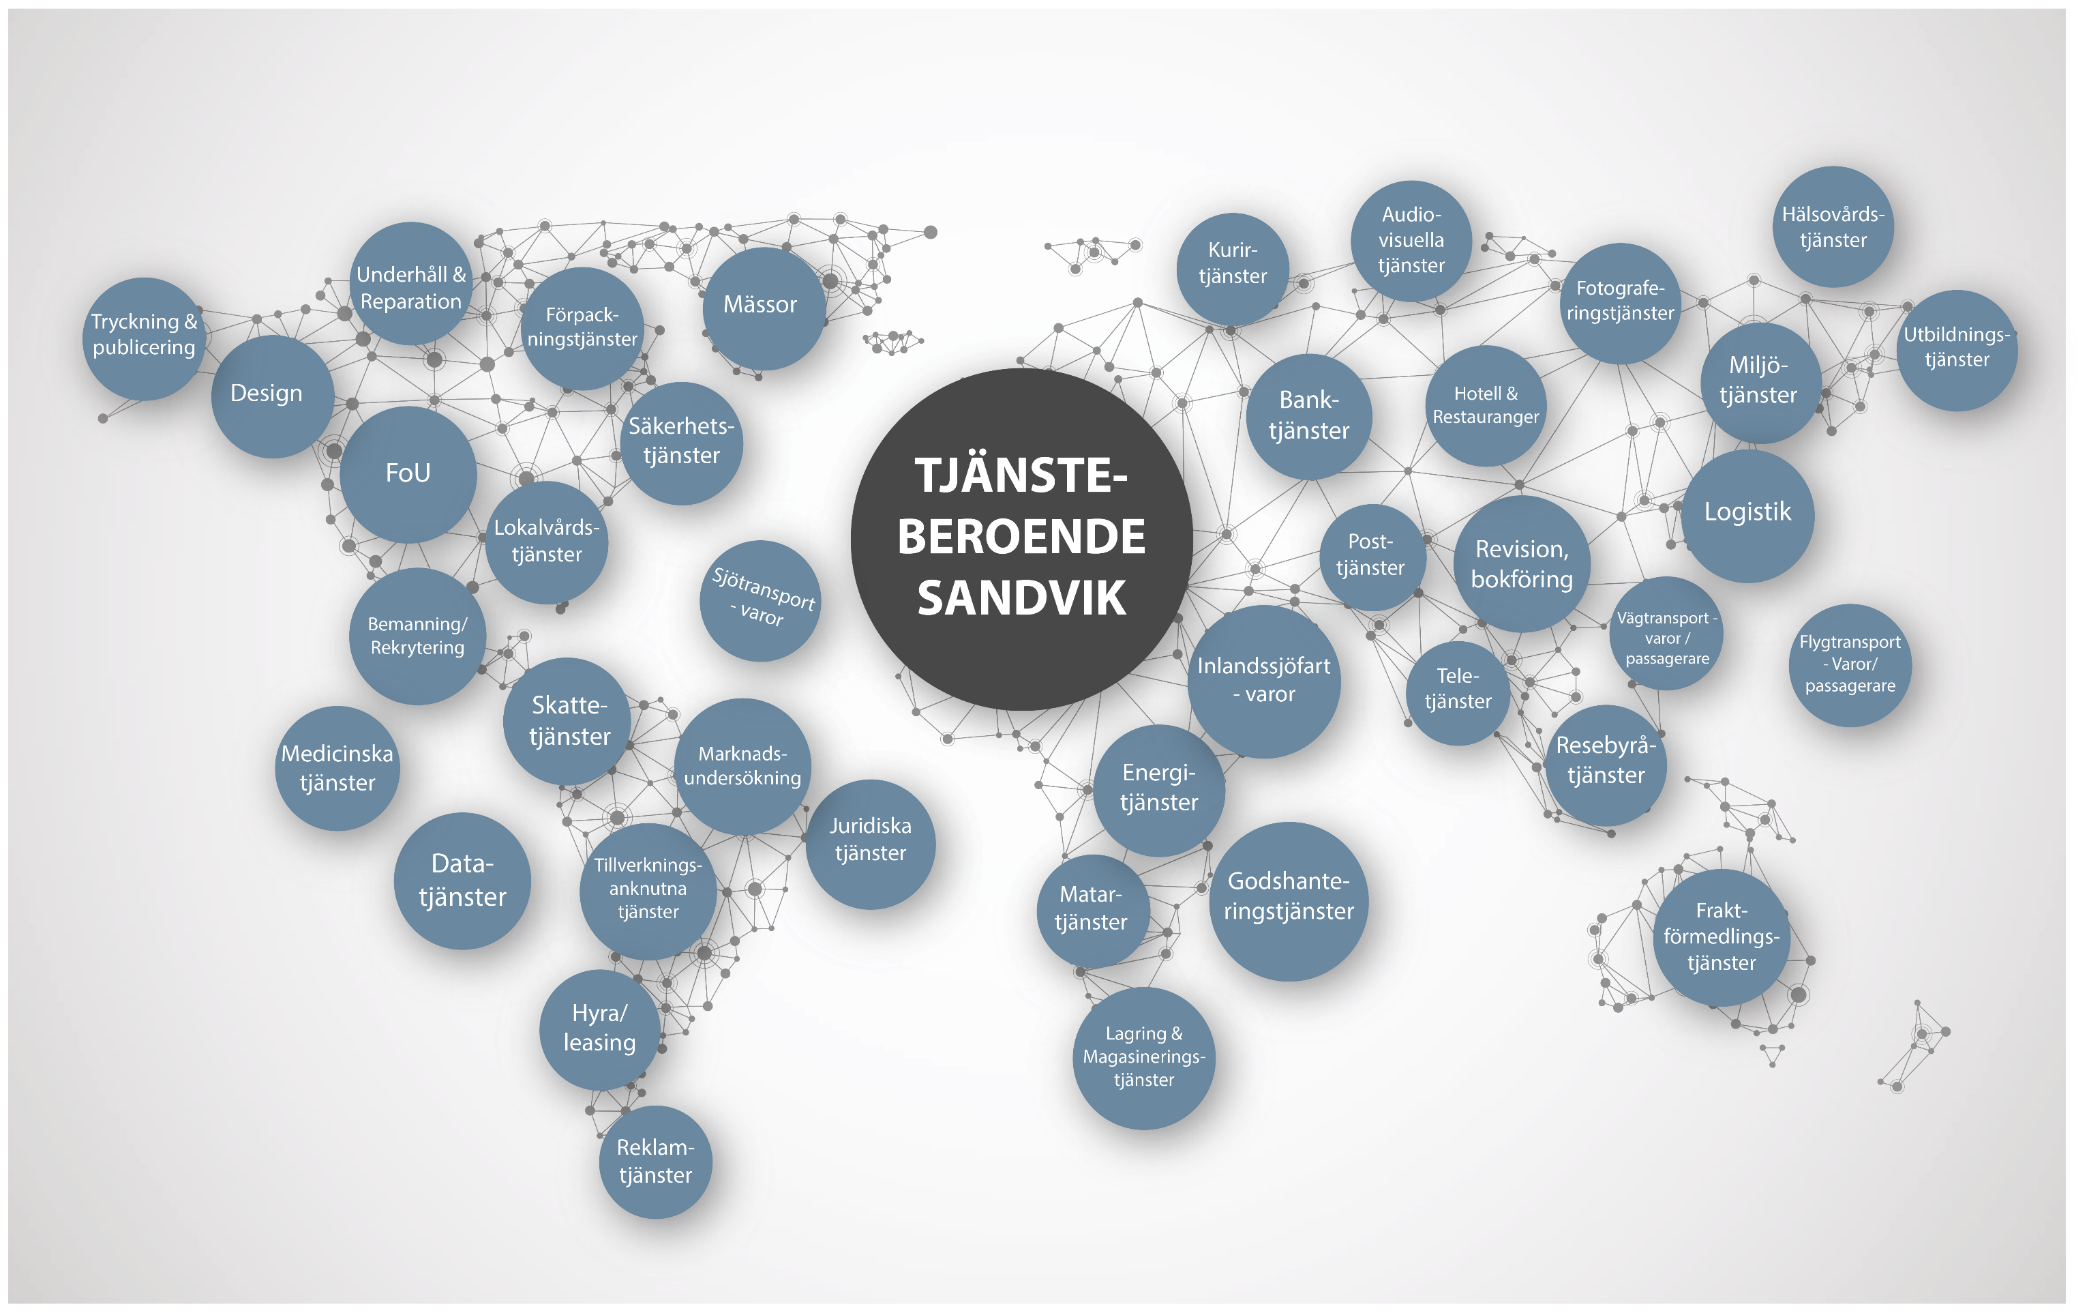 Tryckning &
publicering
Design
Underhåll &
Reparation
Förpack-
ningstjänster
Mässor
FoU
Säkerhets-
tjänster
Lokalvårds-
tjänster
Bemanning/
Rekrytering
Sjötransport
- varor
Skatte-
tjänster
Medicinska
tjänster
Marknads-
undersökning
Juridiska
tjänster
Data-
tjänster
Tillverknings-
anknutna
tjänster
Hyra/
leasing
Reklam-
tjänster
TJÄNSTE-
BEROENDE
SANDVIK
Kurir-
tjänster
Audio-
visuella
tjänster
Fotografe-
ringstjänster
Hälsovårds-
tjänster
Utbildnings-
tjänster
Miljö-
tjänster
Bank-
tjänster
Hotell &
Restauranger
Logistik
Post-
tjänster
Revision,
bokföring
Vägtransport -
varor /
passagerare
Flygtransport
- Varor/
passagerare
Inlandssjöfart
- varor
Tele-
tjänster
Resebyrå-
tjänster
Energi-
tjänster
Matar-
tjänster
Godshante-
ringstjänster
Frakt-
förmedlings-
tjänster
Lagring &
Magasinerings-
tjänster